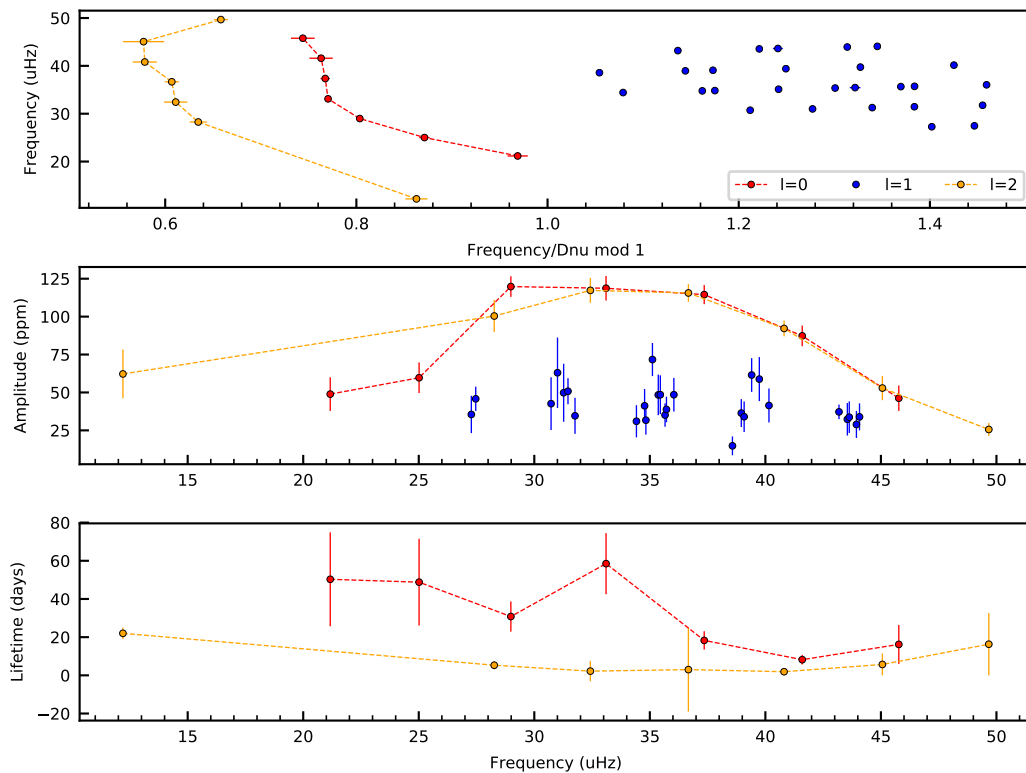 50
40
30
20
Frequency (uHz)
l=0 l=1 l=2
0.6 0.8 1.0 1.2 1.4
Frequency/Dnu mod 1
125
100
75
50
25
Amplitude (ppm)
15 20 25 30 35 40 45 50
80
60
40
20
0
−20
Lifetime (days)
15 20 25 30 35 40 45 50
Frequency (uHz)